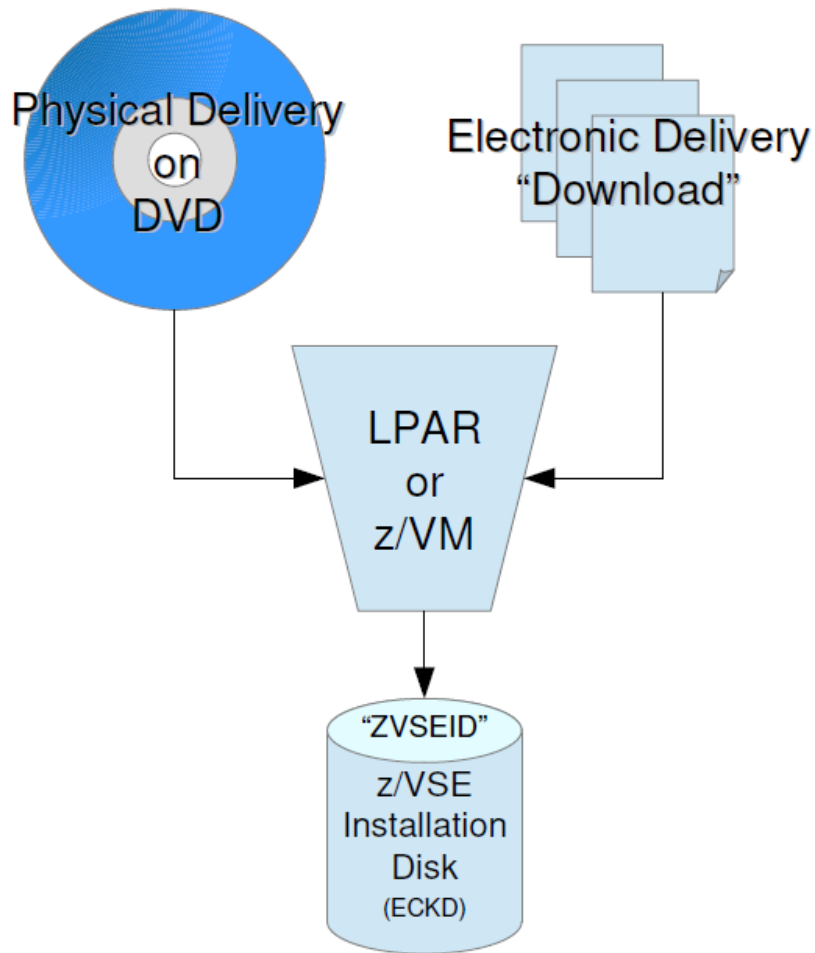 Physical Delivery
on
DVD
Electronic Delivery
“Download”
LPAR
or
z/VM
“ZVSEID”
z/VSE
Installation
Disk
(ECKD)